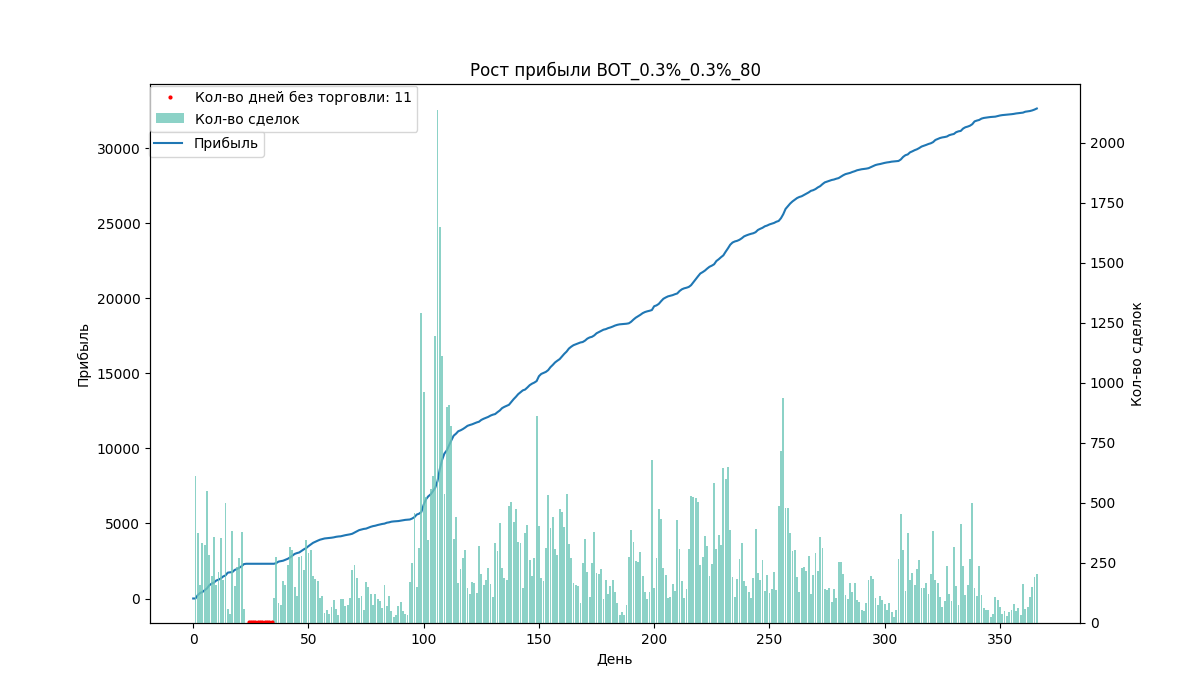 Рост прибыли BOT_0.3%_0.3%_80
Кол-во дней без торговли: 11
Кол-во сделок
Прибыль
30000
25000
20000
15000
10000
5000
0
Прибыль
2000
1750
1500
1250
1000
750
500
250
0
Кол-во сделок
0 50 100 150 200 250 300 350
День